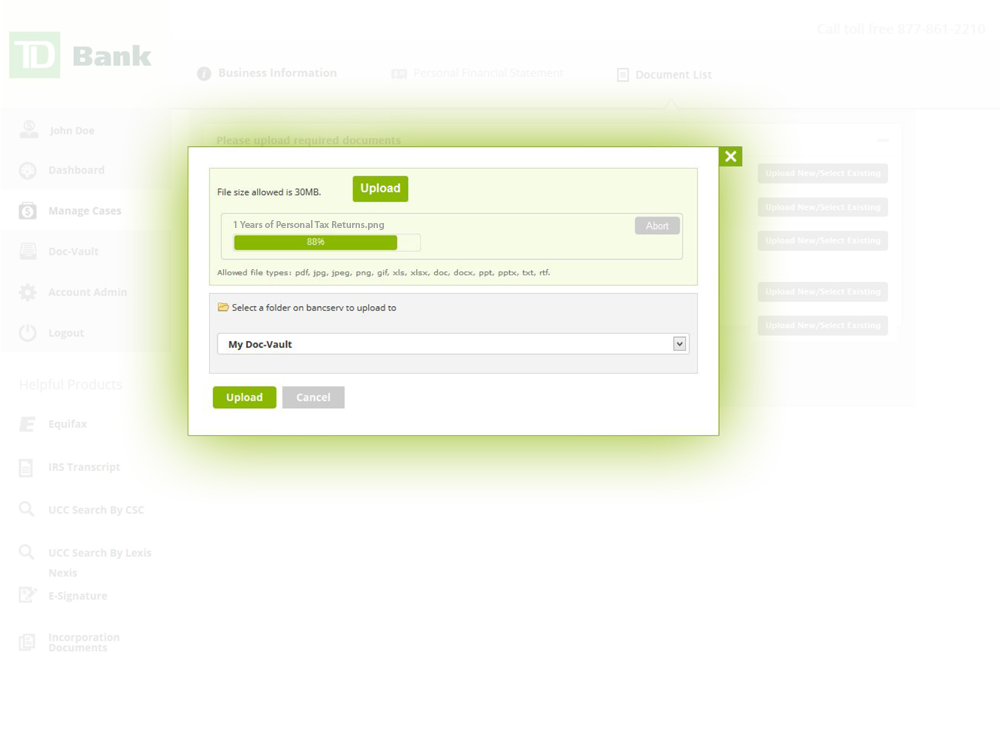 Call toll free 877-861-2210
TD Bank
Business Information
Personal Financial Statement
Document List
John Doe
Dashboard
Manage Cases
Doc-Vault
Account Admin
Logout
Helpful Products
Equifax
IRS Transcript
UCC Search By CSC
UCC Search By Lexis
Nexis
E-Signature
Incorporation
Documents
Please upload required documents
Upload New/Select Existing
Upload New/Select Existing
Upload New/Select Existing
Upload New/Select Existing
Upload New/Select Existing
File size allowed is 30MB.
Upload
1 Years of Personal Tax Returns.png
Abort
88%
Allowed file types: pdf, jpg, jpeg, png, gif, xls, xlsx, doc, docx, ppt, pptx, txt, rtf.
Select a folder on bancserv to upload to
My Doc-Vault
Upload
Cancel